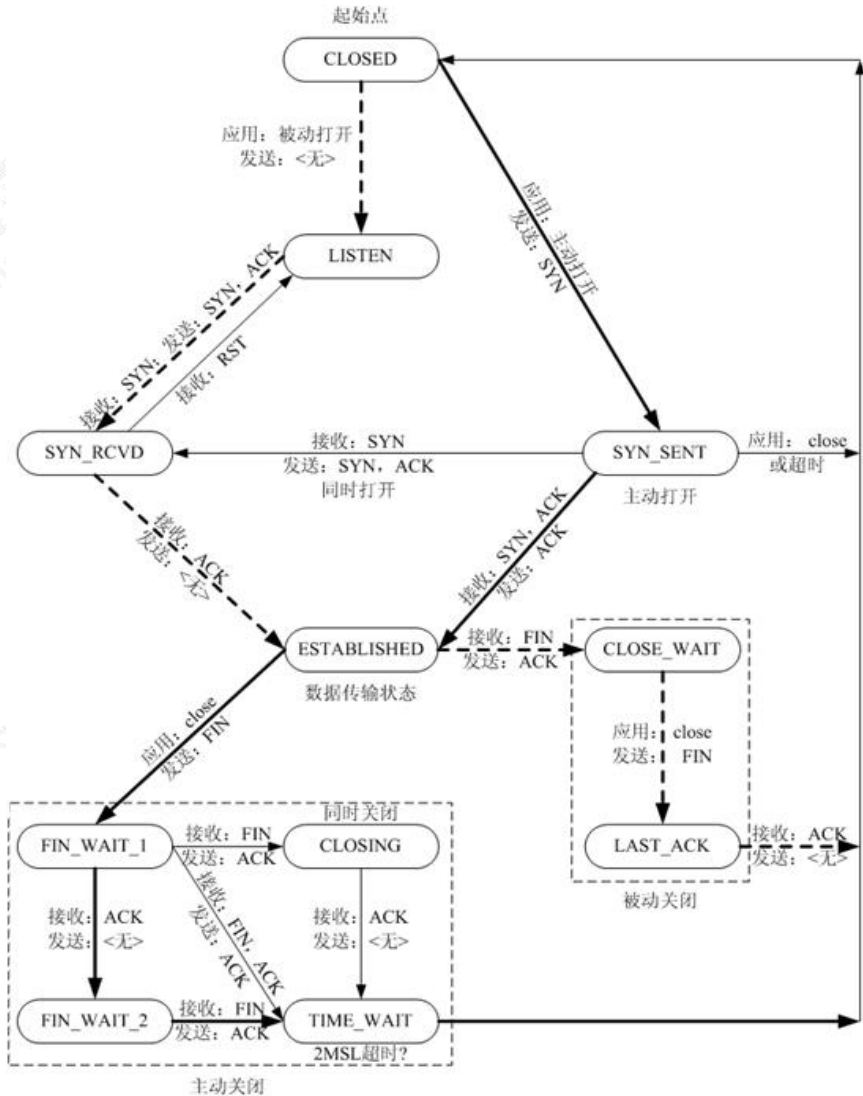 起始点
CLOSED
应用：被动打开
发送：<无>
应用：主动打开
发送：SYN
LISTEN
接收：SYN；发送：SYN，ACK
接收：RST
SYN_RCVD
接收：SYN
发送：SYN，ACK
同时打开
SYN_SENT
主动打开
应用： close
或超时
接收：ACK
发送：<无>
接收：SYN，ACK
发送：ACK
ESTABLISHED
数据传输状态
接收：FIN
发送：ACK
CLOSE_WAIT
应用：close
发送：FIN
应用： close
发送： FIN
同时关闭
FIN_WAIT_1
接收：FIN
发送：ACK
CLOSING
LAST_ACK
接收：ACK
发送：<无>
被动关闭
接收：ACK
发送：<无>
接收：FIN，ACK
发送：ACK
接收：ACK
发送：<无>
FIN_WAIT_2
接收：FIN
发送：ACK
TIME_WAIT
2MSL超时?
主动关闭